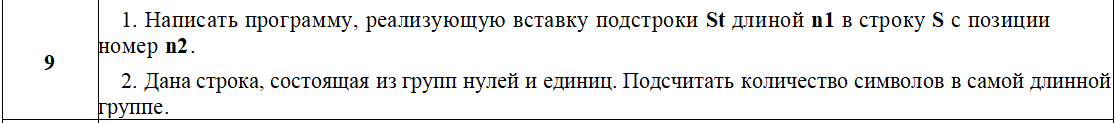 1. Написать программу, реализующую вставку подстроки St длиной n1 в строку S с позиции
номер n2.
9
2. Дана строка, состоящая из групп нулей и единиц. Подсчитать количество символов в самой длинной
группе.